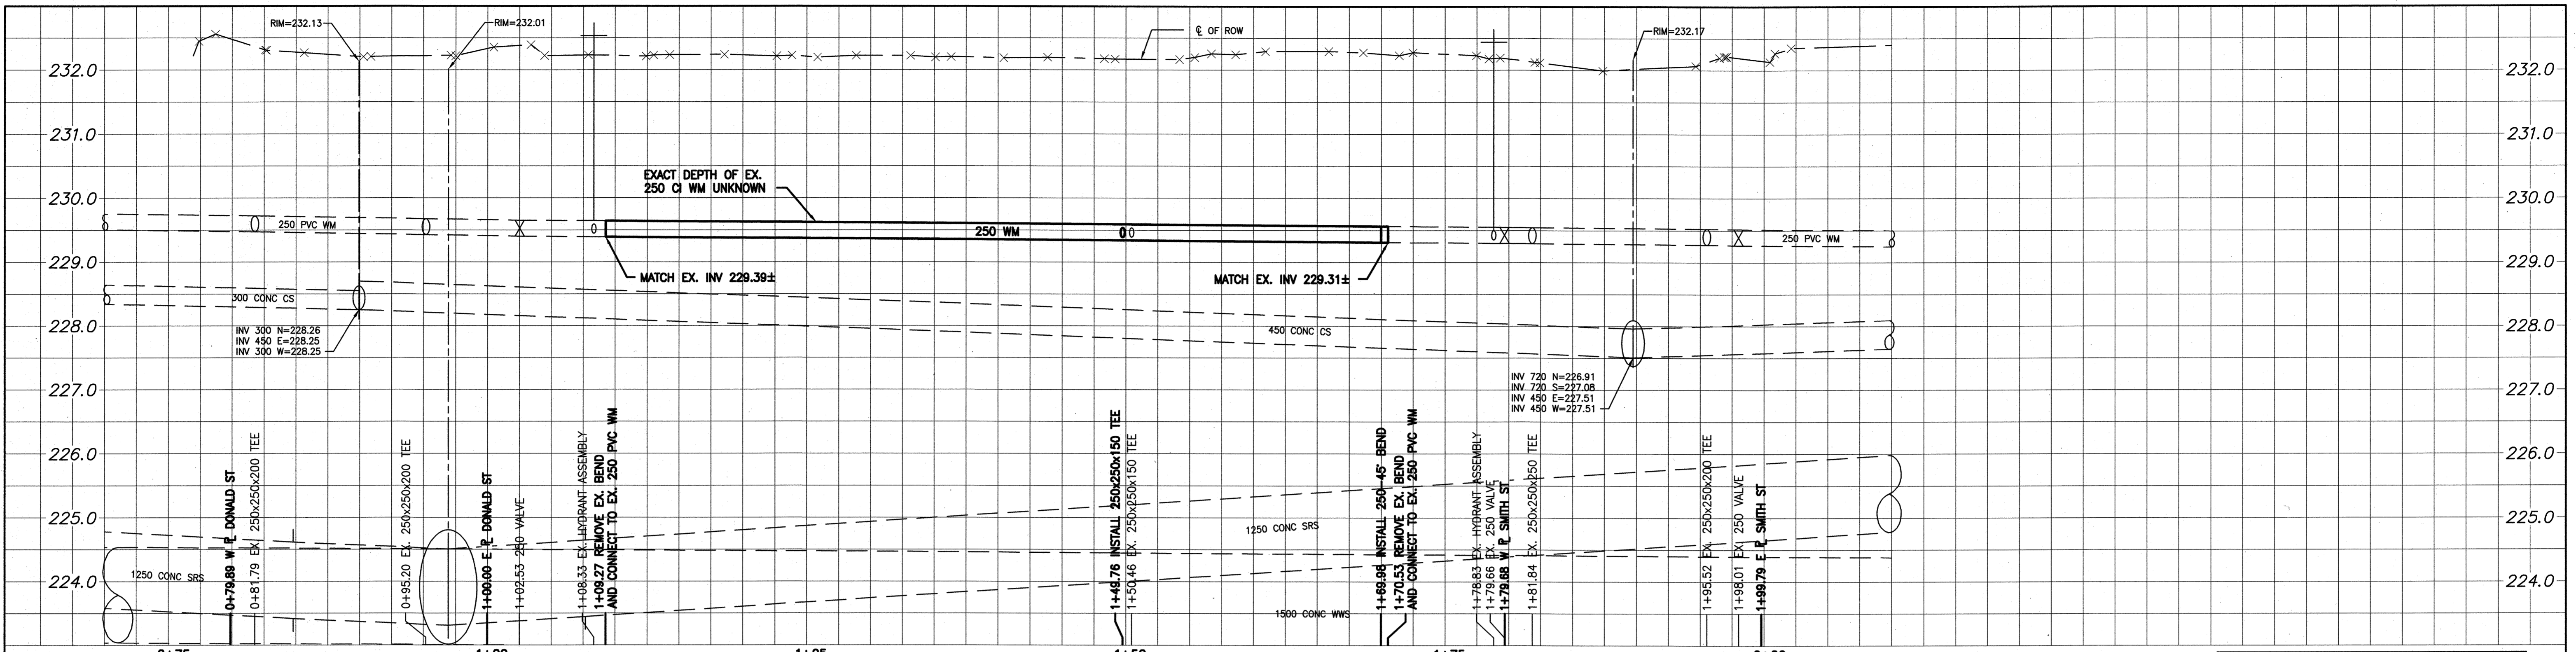 RIM=232.13
RIM=232.01
℄ OF ROW
RIM=232.17
232.0
232.0
231.0
231.0
EXACT DEPTH OF EX.
250 CI WM UNKNOWN
230.0
230.0
250 PVC WM
250 WM
250 PVC WM
229.0
229.0
MATCH EX. INV 229.39±
MATCH EX. INV 229.31±
300 CONC CS
228.0
228.0
INV 300 N=228.26
INV 450 E=228.25
INV 300 W=228.25
450 CONC CS
227.0
227.0
INV 720 N=226.91
INV 720 S=227.08
INV 450 E=227.51
INV 450 W=227.51
226.0
226.0
225.0
225.0
224.0
224.0
1250 CONC SRS
1250 CONC SRS
1500 CONC WWS
0+79.89 W ⅊ DONALD ST
0+81.79 EX. 250x250x200 TEE
0+95.20 EX. 250x250x200 TEE
1+00.00 E ⅊ DONALD ST
1+02.53 250 VALVE
1+08.33 EX. HYDRANT ASSEMBLY
1+09.27 REMOVE EX. BEND
AND CONNECT TO EX. 250 PVC WM
1+49.76 INSTALL 250x250x150 TEE
1+50.46 EX. 250x250x150 TEE
1+69.98 INSTALL 250-45° BEND
1+70.53 REMOVE EX. BEND
AND CONNECT TO EX. 250 PVC WM
1+78.83 EX. HYDRANT ASSEMBLY
1+79.66 EX. 250 VALVE
1+79.68 W ⅊ SMITH ST
1+81.84 EX. 250x250x250 TEE
1+95.52 EX. 250x250x200 TEE
1+98.01 EX. 250 VALVE
1+99.79 E ⅊ SMITH ST